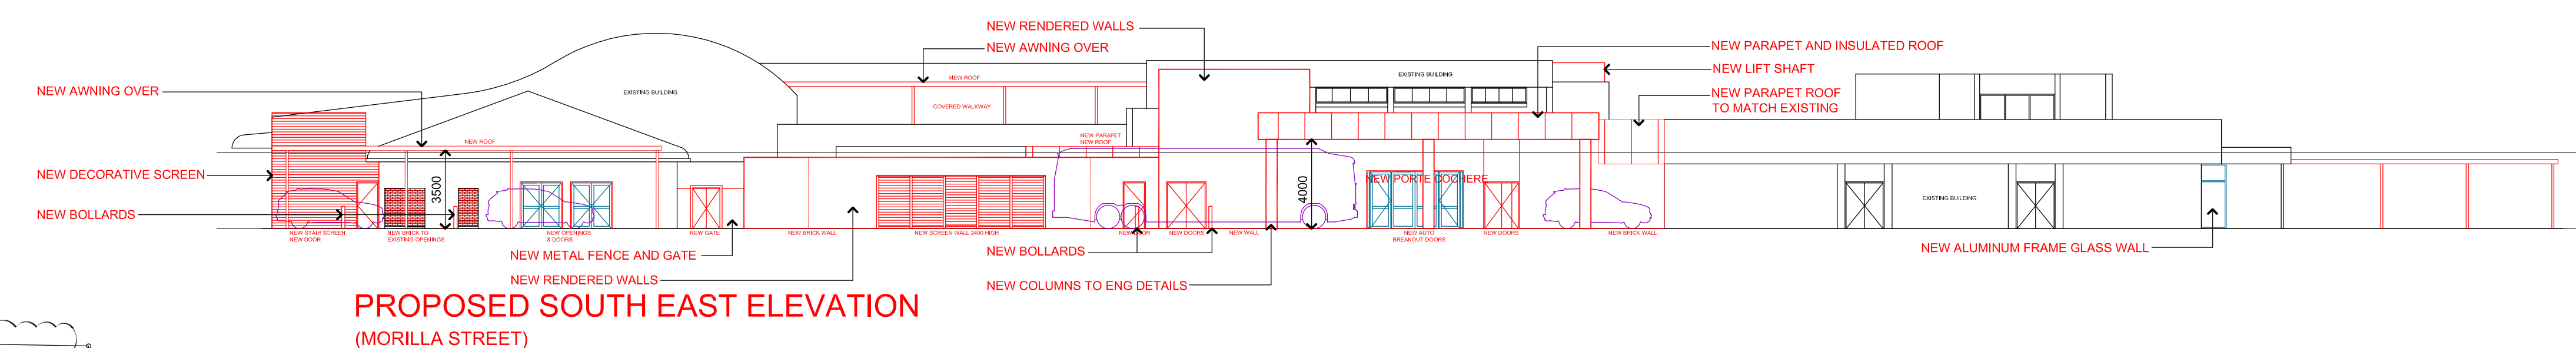 NEW RENDERED WALLS
NEW AWNING OVER
NEW PARAPET AND INSULATED ROOF
NEW LIFT SHAFT
NEW PARAPET ROOF
TO MATCH EXISTING
NEW ROOF
EXISTING BUILDING
EXISTING BUILDING
NEW AWNING OVER
COVERED WALKWAY
NEW PARAPET
NEW ROOF
NEW ROOF
NEW DECORATIVE SCREEN
NEW PORTE COCHERE
3500
4000
EXISTING BUILDING
NEW BOLLARDS
NEW STAIR SCREEN
NEW DOOR
NEW BRICK TO
EXISTING OPENINGS
NEW OPENINGS
& DOORS
NEW GATE
NEW BRICK WALL
NEW SCREEN WALL 2400 HIGH
NEW DOOR
NEW DOORS
NEW WALL
NEW AUTO
BREAKOUT DOORS
NEW DOORS
NEW BRICK WALL
NEW METAL FENCE AND GATE
NEW BOLLARDS
NEW ALUMINUM FRAME GLASS WALL
NEW RENDERED WALLS
NEW COLUMNS TO ENG DETAILS
PROPOSED SOUTH EAST ELEVATION
(MORILLA STREET)